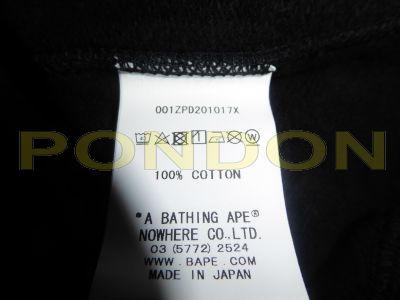 001ZPD201017X
PONDON
100% COTTON
"A BATHING APE®
NOWHERE CO.,LTD.
03 (5772) 2524
WWW.BAPE.COM
MADE IN JAPAN